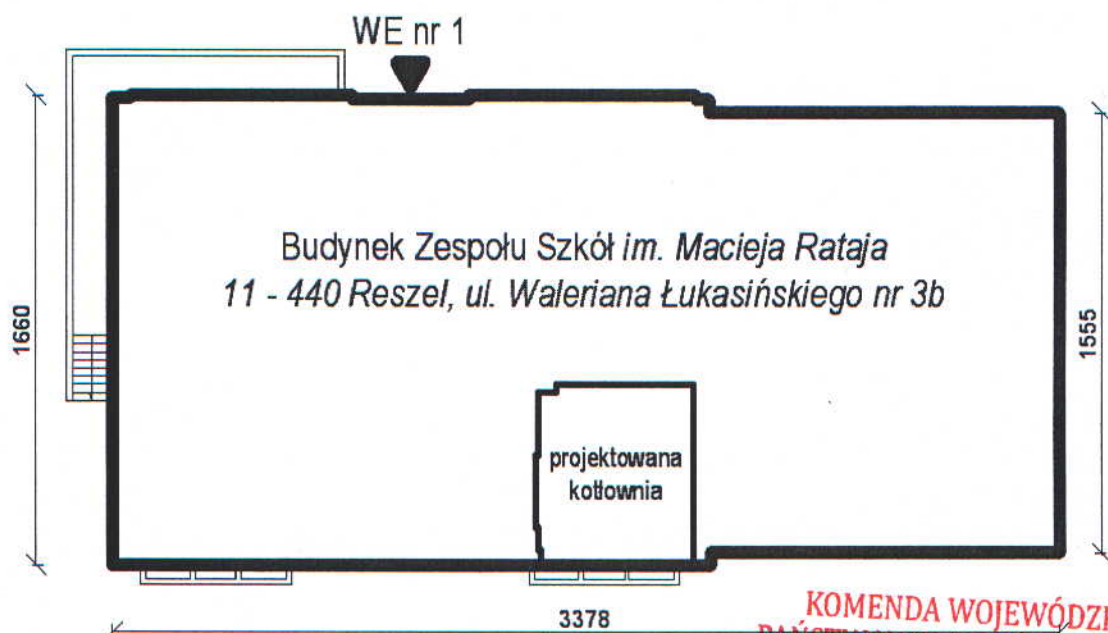 WE nr 1
Budynek Zespołu Szkół im. Macieja Rataja
11 - 440 Reszel, ul. Waleriana Łukasińskiego nr 3b
1660
1555
projektowana
kotłownia
3378
KOMENDA WOJEWÓDZ